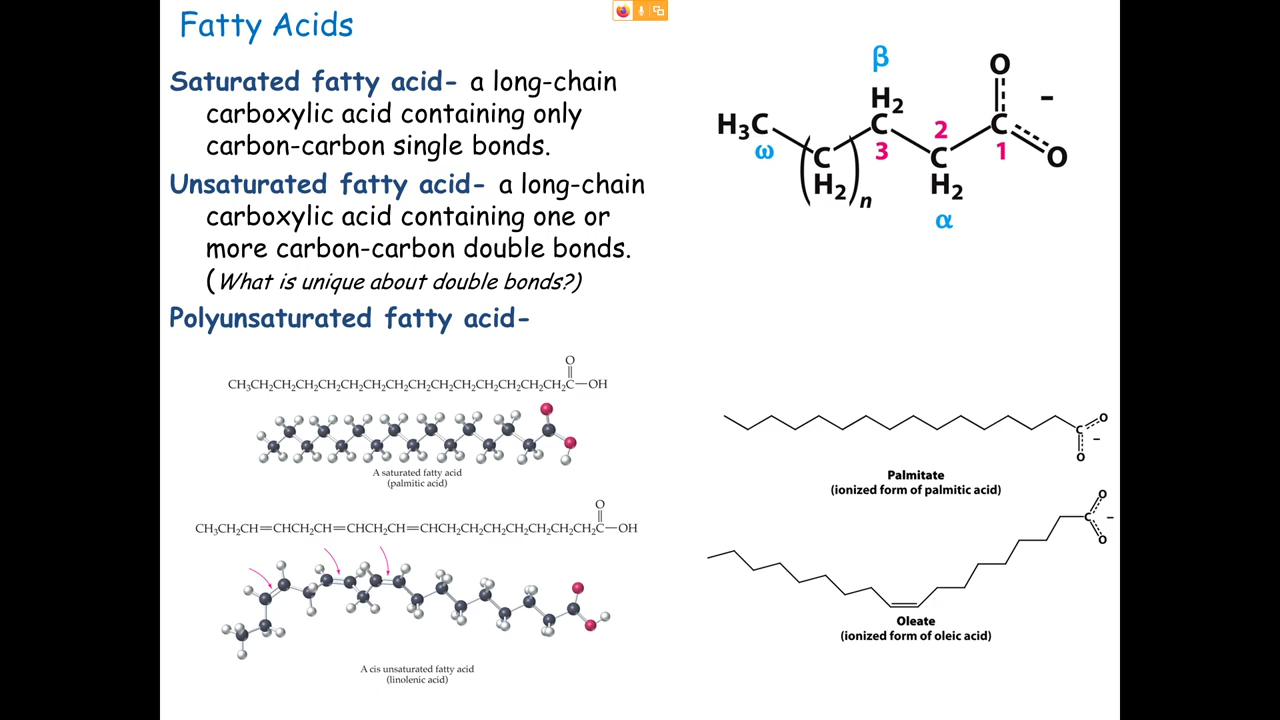 Fatty Acids
Saturated fatty acid- a long-chain
carboxylic acid containing only
carbon-carbon single bonds.
Unsaturated fatty acid- a long-chain
carboxylic acid containing one or
more carbon-carbon double bonds.
(What is unique about double bonds?)
Polyunsaturated fatty acid-
β
O
H₂
H₃C C 2 C –
ω ( C ) 3 C 1 O
H₂ n H₂
α
O
CH₃CH₂CH₂CH₂CH₂CH₂CH₂CH₂CH₂CH₂CH₂CH₂CH₂CH₂CH₂C—OH
A saturated fatty acid
(palmitic acid)
O
CH₃CH₂CH=CHCH₂CH=CHCH₂CH=CHCH₂CH₂CH₂CH₂CH₂CH₂CH₂C—OH
A cis unsaturated fatty acid
(linolenic acid)
O
C –
O
Palmitate
(ionized form of palmitic acid)
O
C –
O
Oleate
(ionized form of oleic acid)